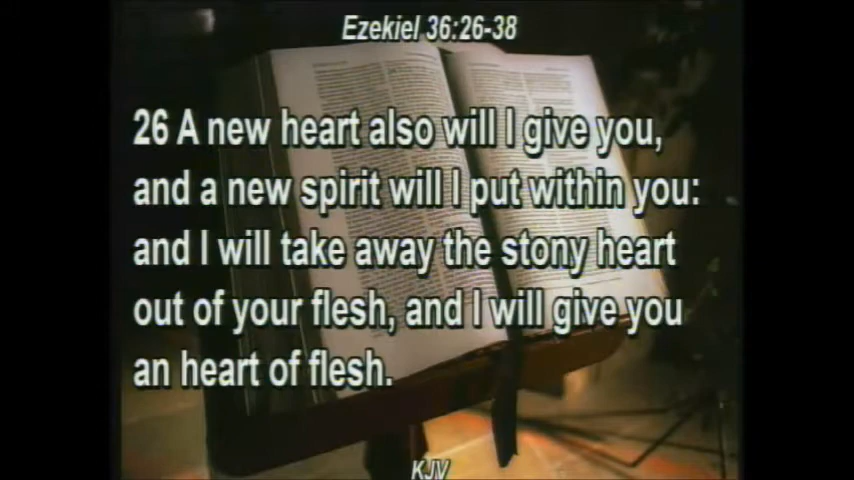 Ezekiel 36:26-38
26 A new heart also will I give you,
and a new spirit will I put within you:
and I will take away the stony heart
out of your flesh, and I will give you
an heart of flesh.
KJV